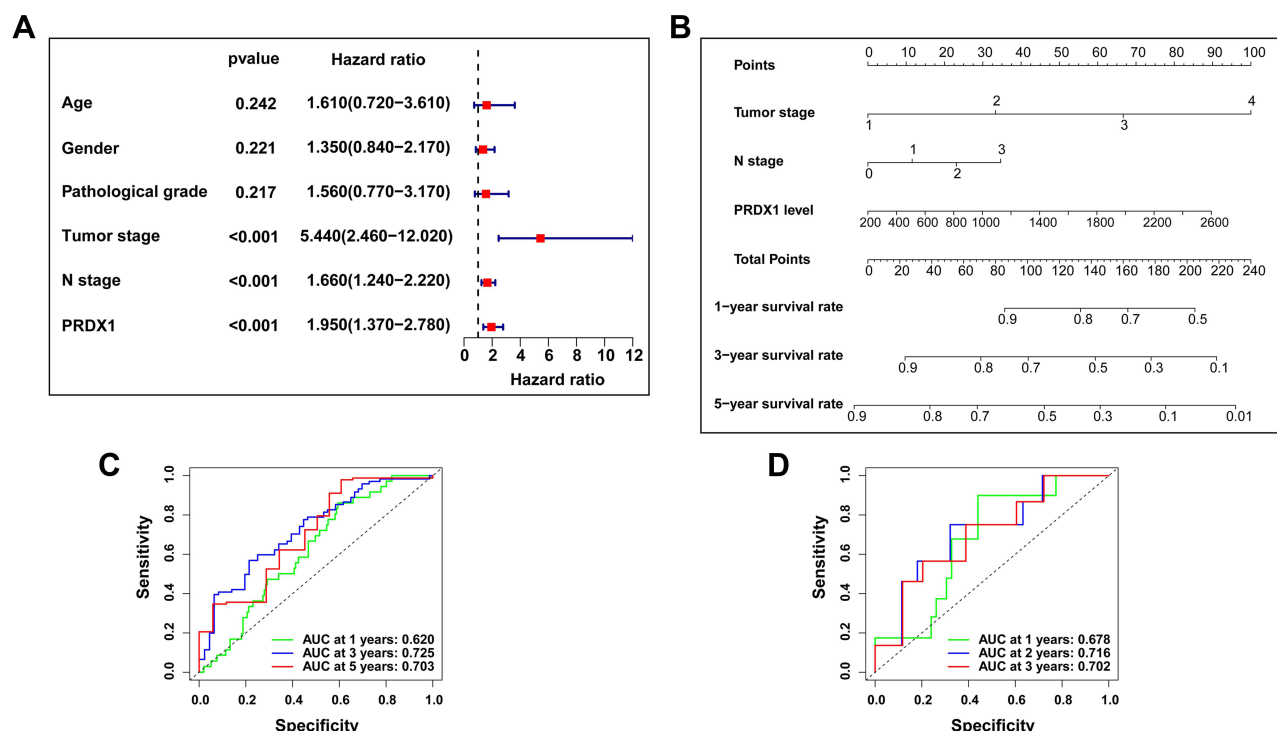 A
pvalue Hazard ratio
Age 0.242 1.610(0.720−3.610)
Gender 0.221 1.350(0.840−2.170)
Pathological grade 0.217 1.560(0.770−3.170)
Tumor stage <0.001 5.440(2.460−12.020)
N stage <0.001 1.660(1.240−2.220)
PRDX1 <0.001 1.950(1.370−2.780)
0 2 4 6 8 10 12
Hazard ratio
B
Points 0 10 20 30 40 50 60 70 80 90 100
Tumor stage 1 2 3 4
N stage 0 1 2 3
PRDX1 level 200 400 600 800 1000 1400 1800 2200 2600
Total Points 0 20 40 60 80 100 120 140 160 180 200 220 240
1−year survival rate 0.9 0.8 0.7 0.5
3−year survival rate 0.9 0.8 0.7 0.5 0.3 0.1
5−year survival rate 0.9 0.8 0.7 0.5 0.3 0.1 0.01
C
Sensitivity
0.0 0.2 0.4 0.6 0.8 1.0
AUC at 1 years: 0.620
AUC at 3 years: 0.725
AUC at 5 years: 0.703
0.0 0.2 0.4 0.6 0.8 1.0
Specificity
D
Sensitivity
0.0 0.2 0.4 0.6 0.8 1.0
AUC at 1 years: 0.678
AUC at 2 years: 0.716
AUC at 3 years: 0.702
0.0 0.2 0.4 0.6 0.8 1.0
Specificity